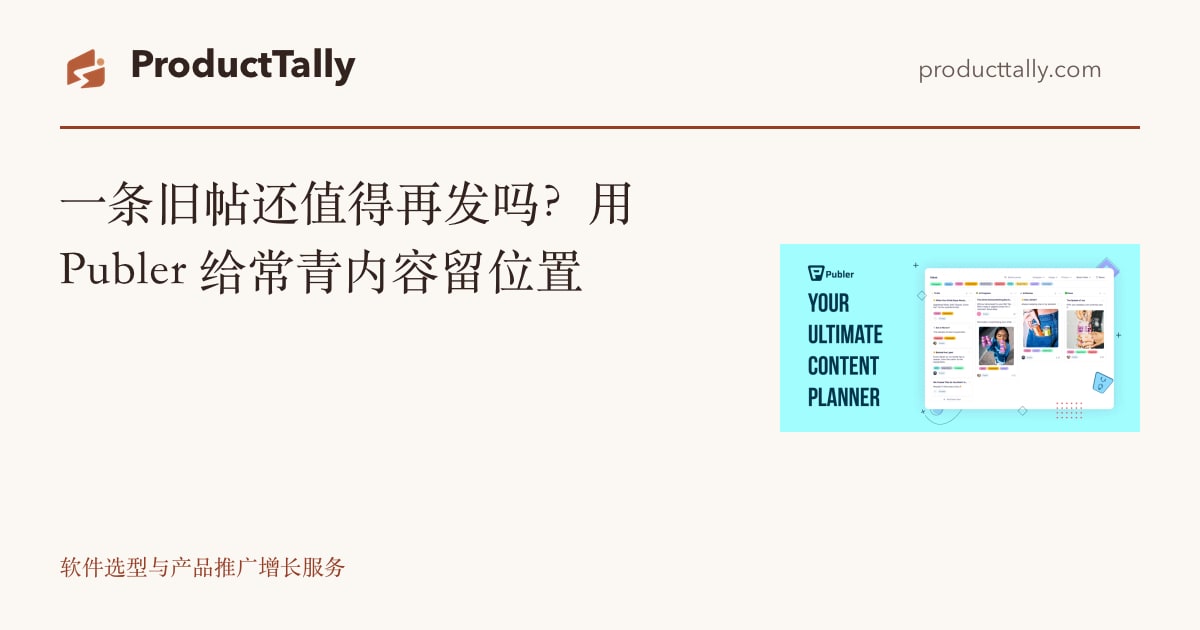 ProductTally
producttally.com
一条旧帖还值得再发吗？用
Publer 给常青内容留位置
Publer
YOUR
ULTIMATE
CONTENT
PLANNER
软件选型与产品推广增长服务